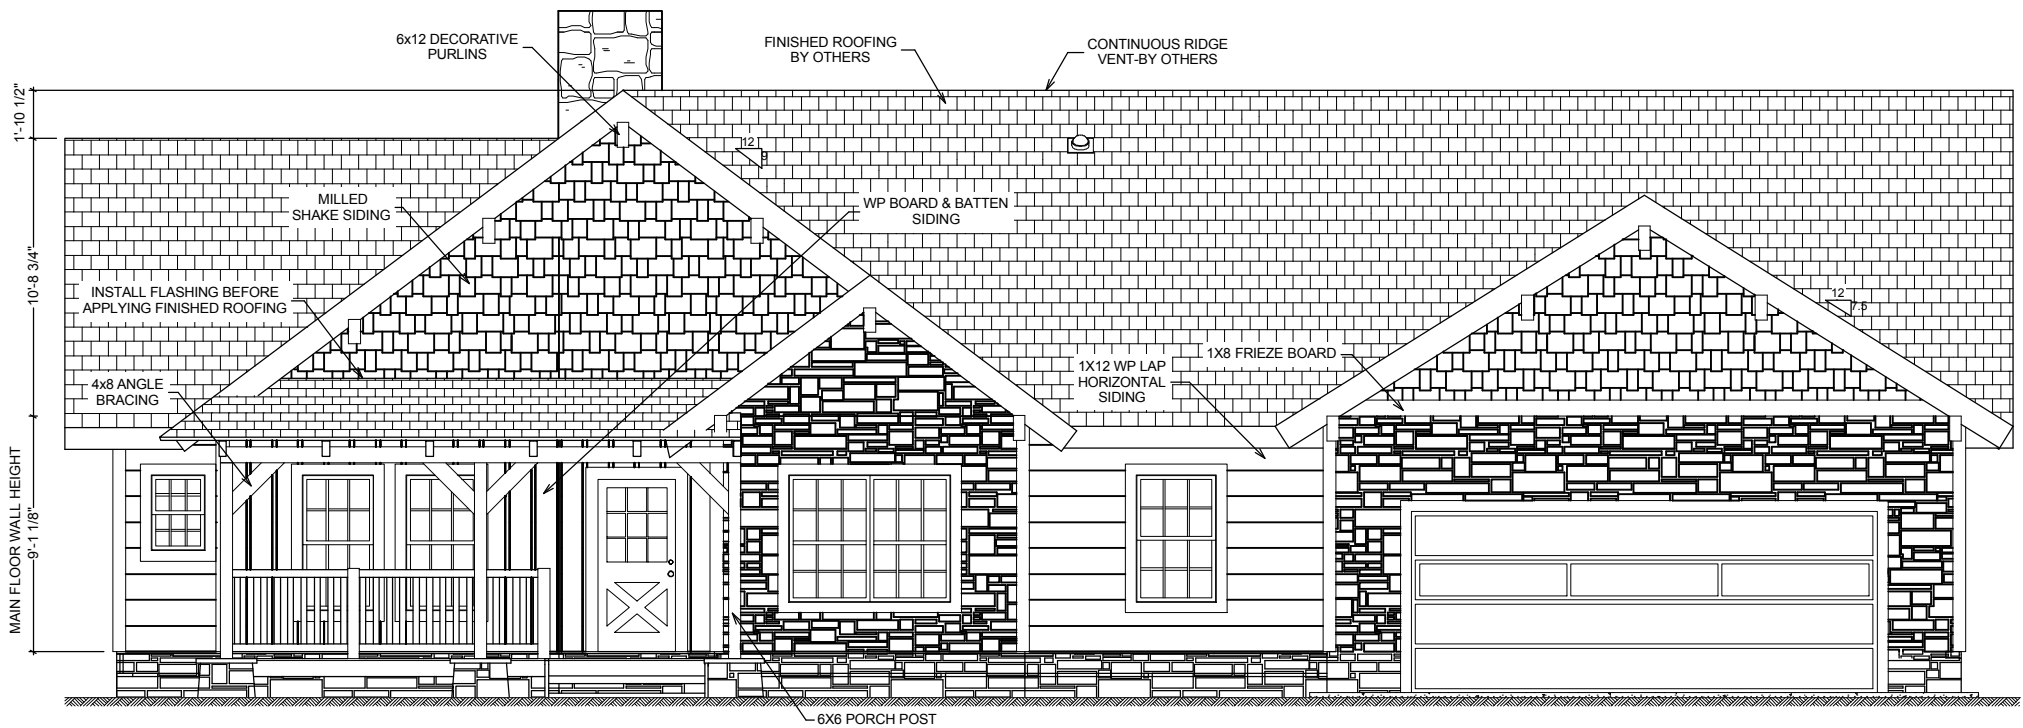 6x12 DECORATIVE
PURLINS
FINISHED ROOFING
BY OTHERS
CONTINUOUS RIDGE
VENT-BY OTHERS
1'-10 1/2"
12
9
MILLED
SHAKE SIDING
WP BOARD & BATTEN
SIDING
10'-8 3/4"
INSTALL FLASHING BEFORE
APPLYING FINISHED ROOFING
12
7.5
4x8 ANGLE
BRACING
1X12 WP LAP
HORIZONTAL
SIDING
1X8 FRIEZE BOARD
MAIN FLOOR WALL HEIGHT
9'-1 1/8"
6X6 PORCH POST